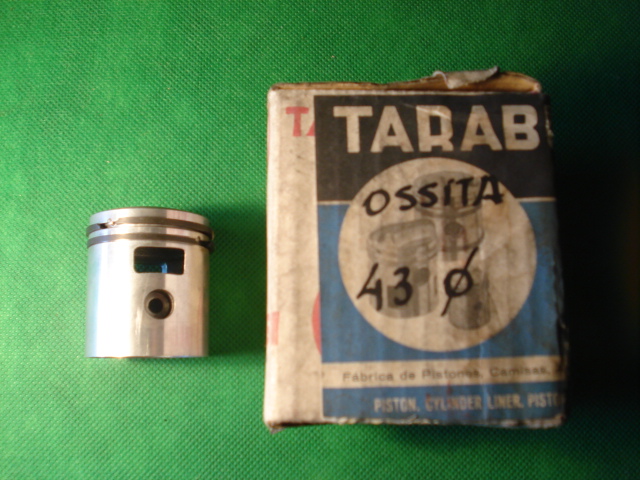 TARAB
OSSITA
43 Ø
Fábrica de Pistones, Camisas,
PISTON, CYLINDER LINER, PISTO